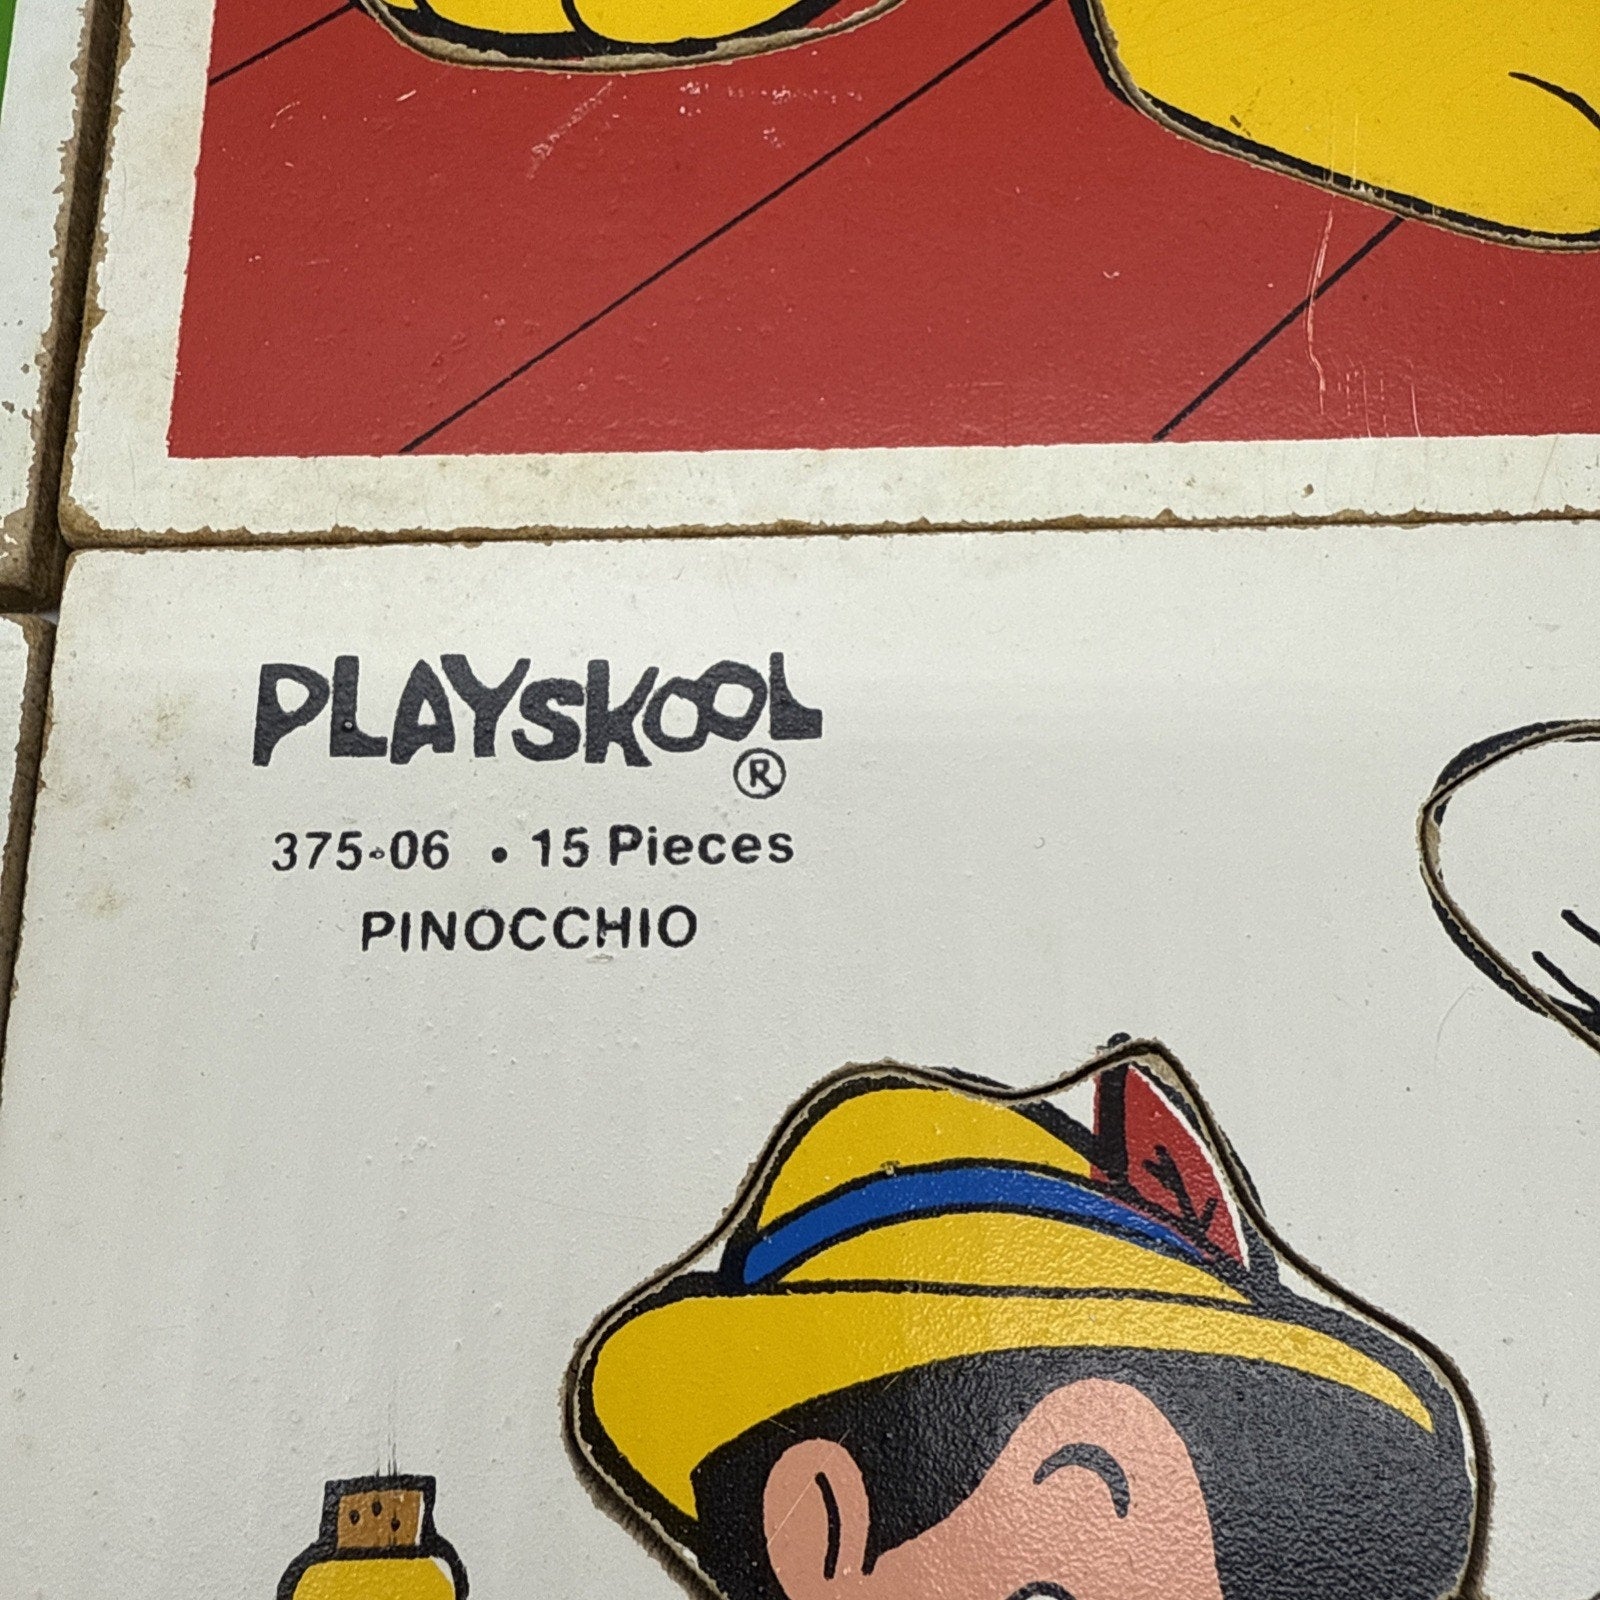 PLAYSKOOL®
375-06 • 15 Pieces
PINOCCHIO